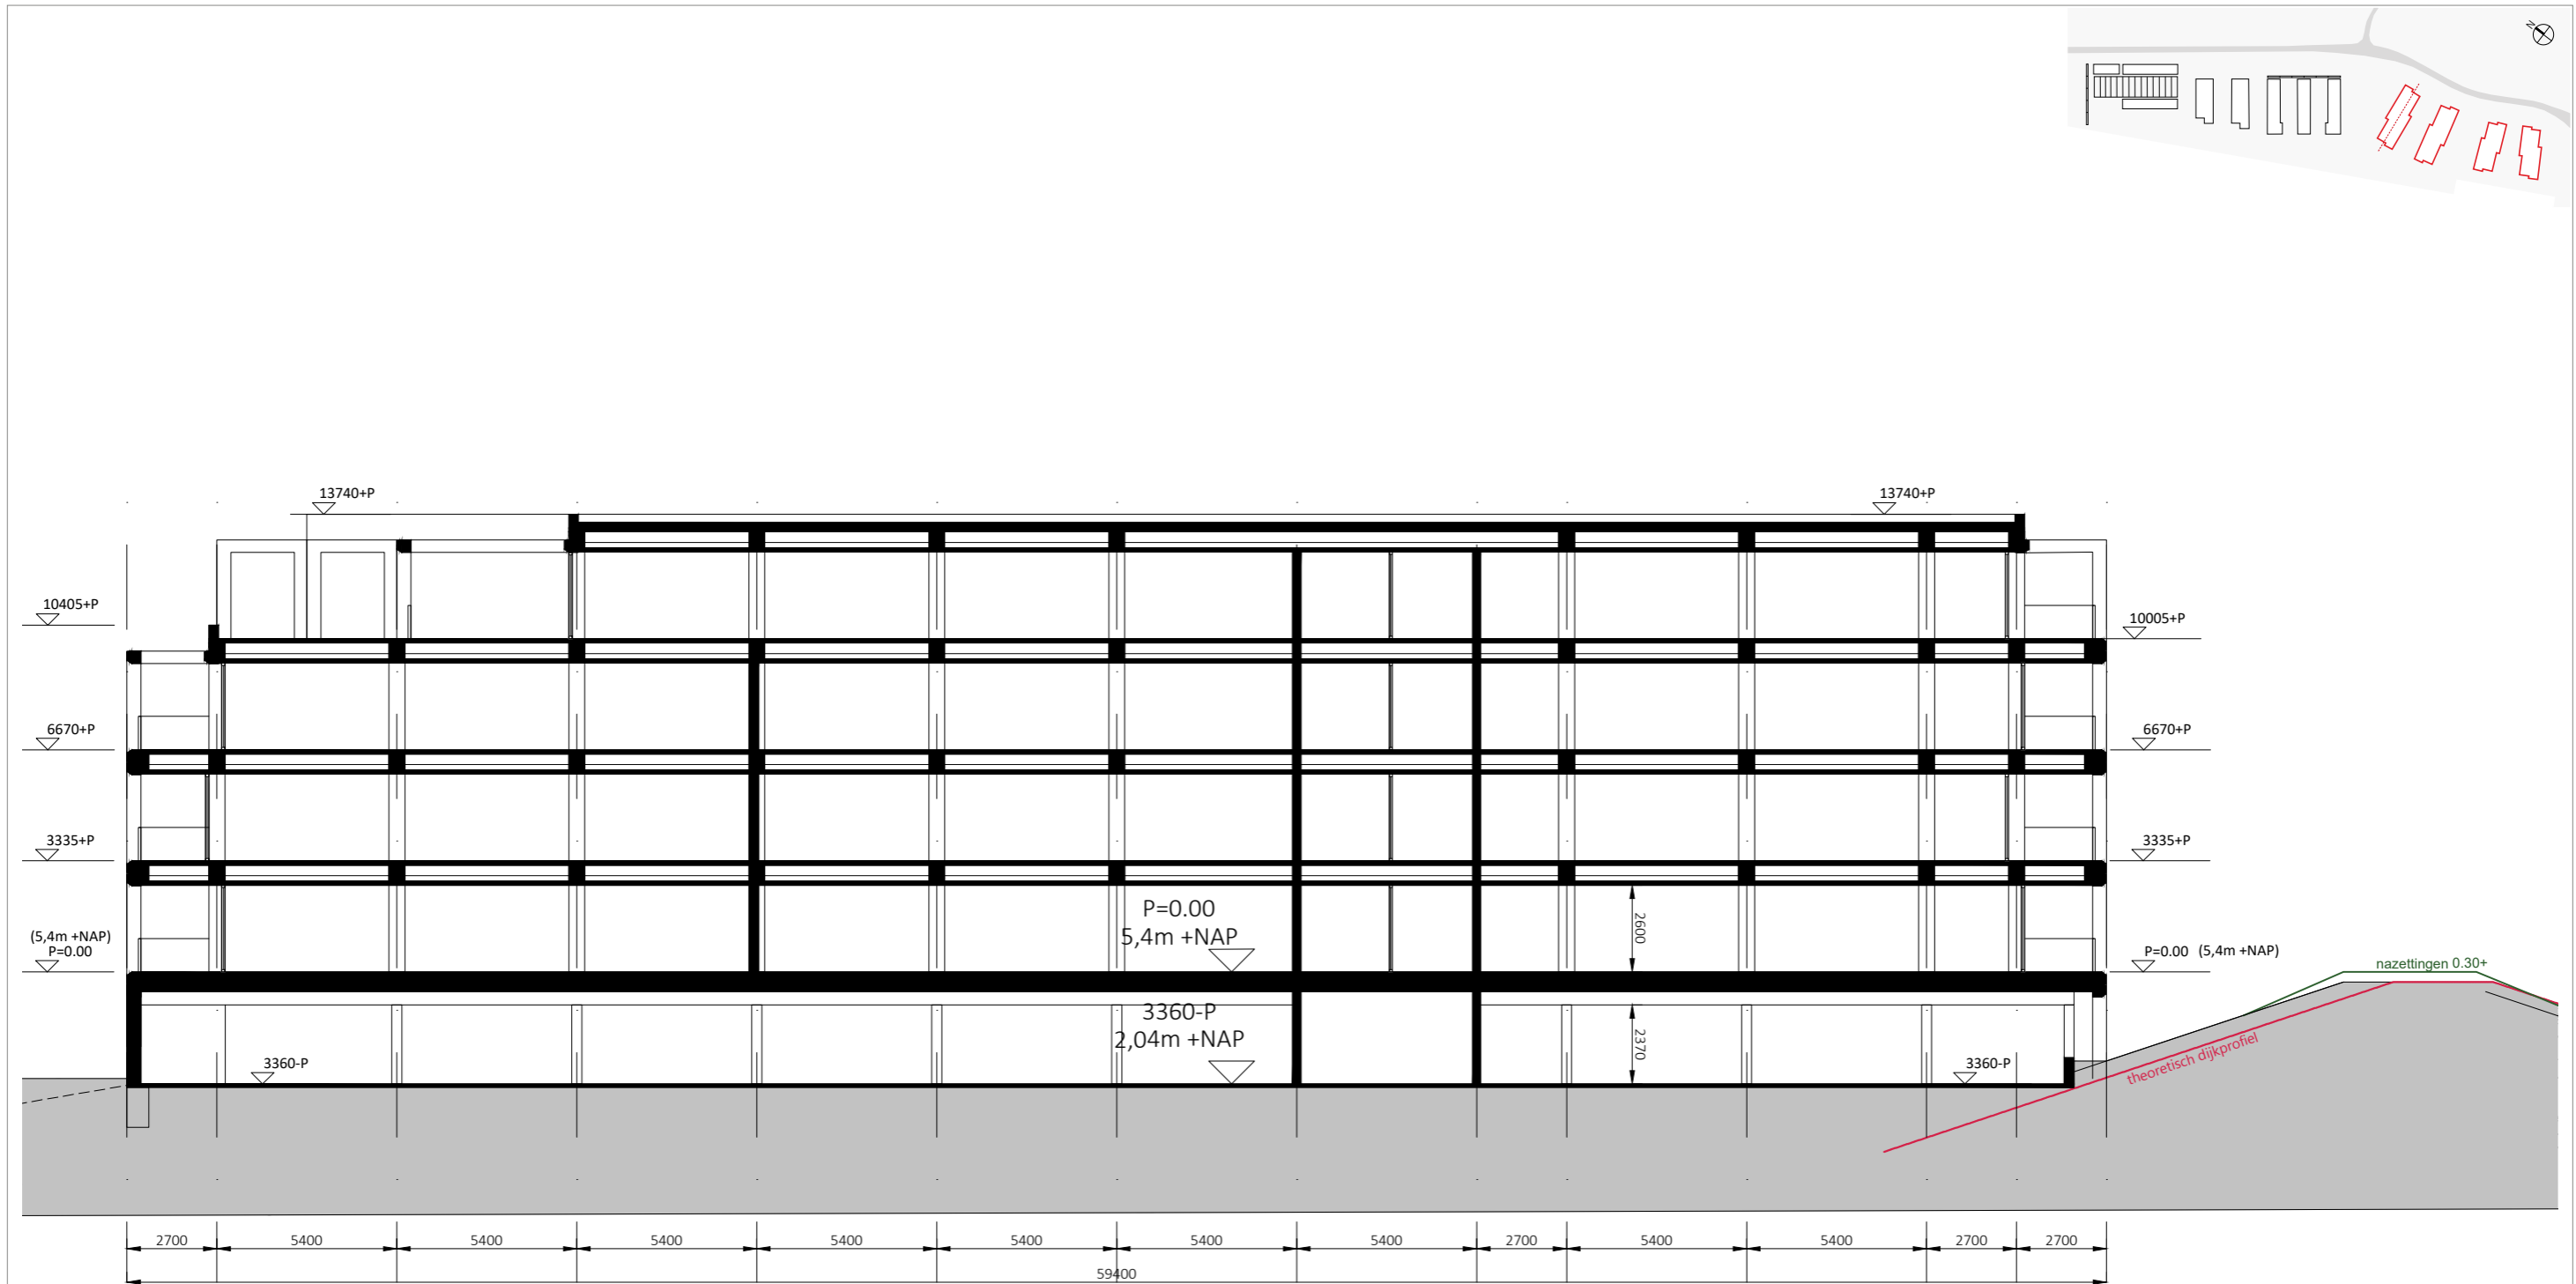 N
13740+P
13740+P
10405+P
10005+P
6670+P
6670+P
3335+P
3335+P
P=0.00
5,4m +NAP
2600
(5,4m +NAP)
P=0.00
P=0.00 (5,4m +NAP)
nazettingen 0.30+
3360-P
2,04m +NAP
2370
3360-P
3360-P
theoretisch dijkprofiel
2700 5400 5400 5400 5400 5400 5400 5400 2700 5400 5400 2700 2700
59400